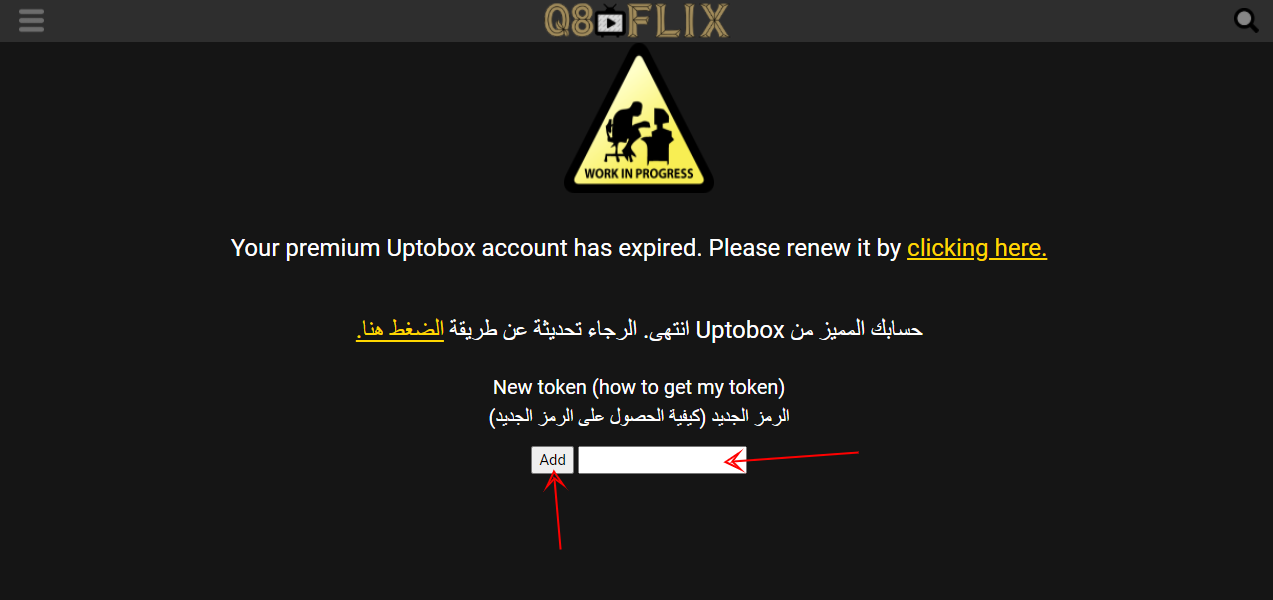 Q8 FLIX
WORK IN PROGRESS
Your premium Uptobox account has expired. Please renew it by clicking here.
حسابك المميز من Uptobox انتهى. الرجاء تحديثة عن طريقة الضغط هنا.
New token (how to get my token)
الرمز الجديد (كيفية الحصول على الرمز الجديد)
Add